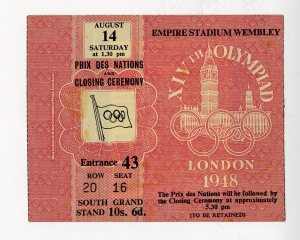 AUGUST
14
SATURDAY
at 1.30 pm
PRIX DES NATIONS
AND
CLOSING CEREMONY
Entrance 43
ROW SEAT
20 16
SOUTH GRAND
STAND 10s. 6d.
EMPIRE STADIUM WEMBLEY
XIVTH OLYMPIAD
LONDON
1948
The Prix des Nations will be followed by
the Closing Ceremony at approximately
5.30 pm
(TO BE RETAINED)